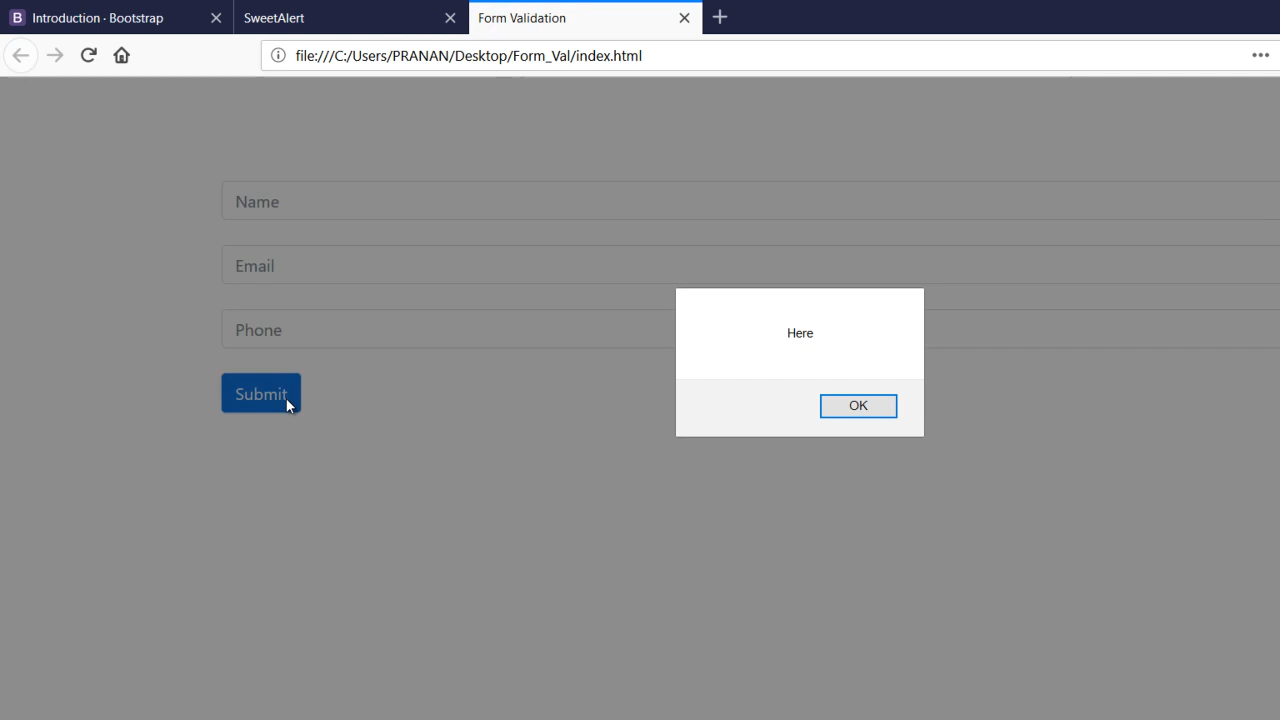 B Introduction · Bootstrap
SweetAlert
Form Validation
file:///C:/Users/PRANAN/Desktop/Form_Val/index.html
Name
Email
Phone
Submit
Here
OK